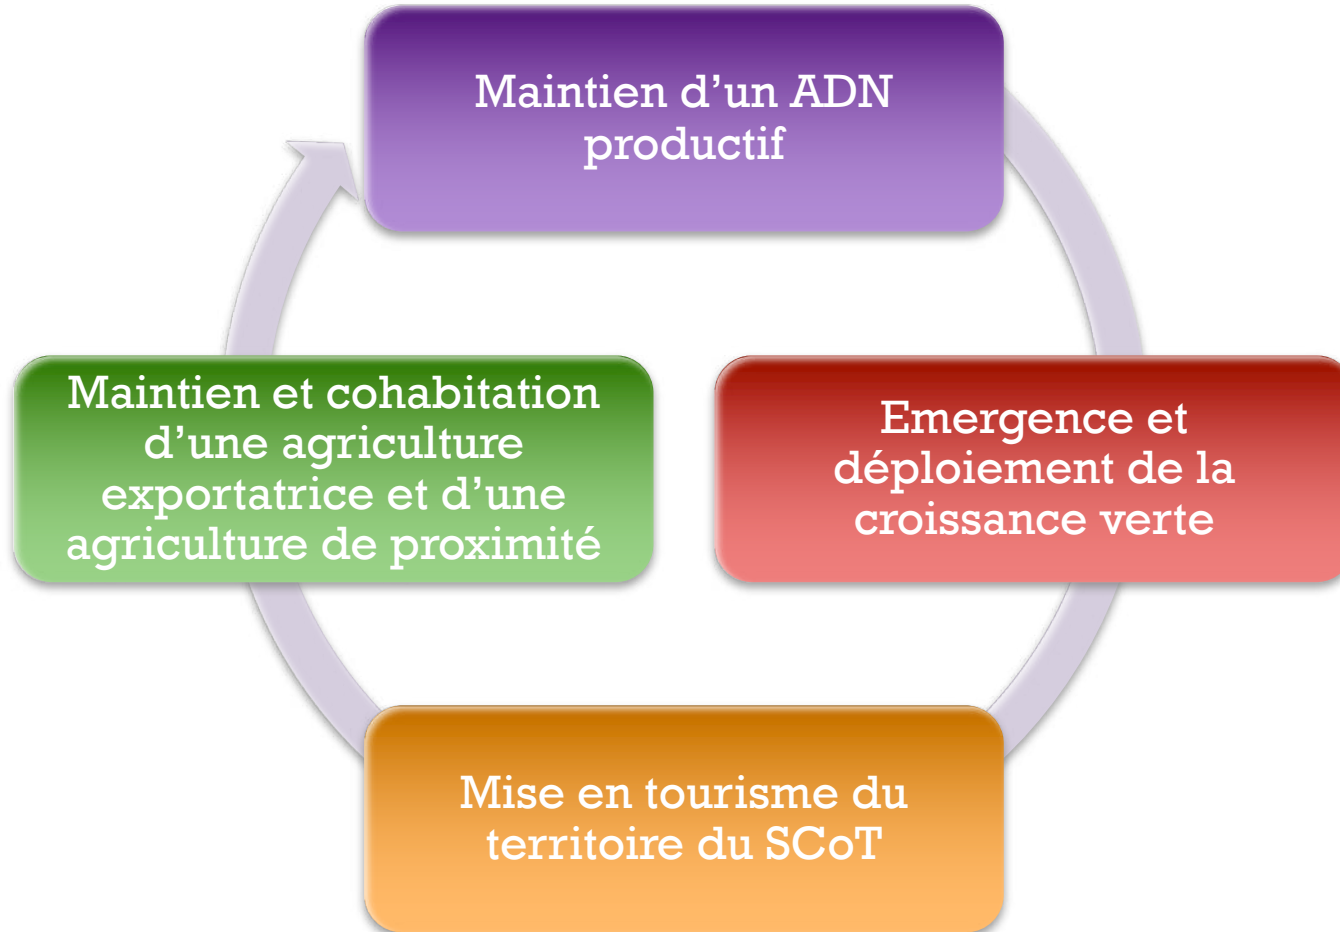 Maintien d’un ADN
productif
Maintien et cohabitation
d’une agriculture
exportatrice et d’une
agriculture de proximité
Emergence et
déploiement de la
croissance verte
Mise en tourisme du
territoire du SCoT